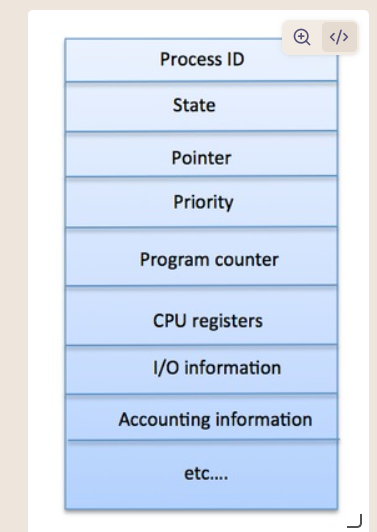 </>
Process ID
State
Pointer
Priority
Program counter
CPU registers
I/O information
Accounting information
etc....